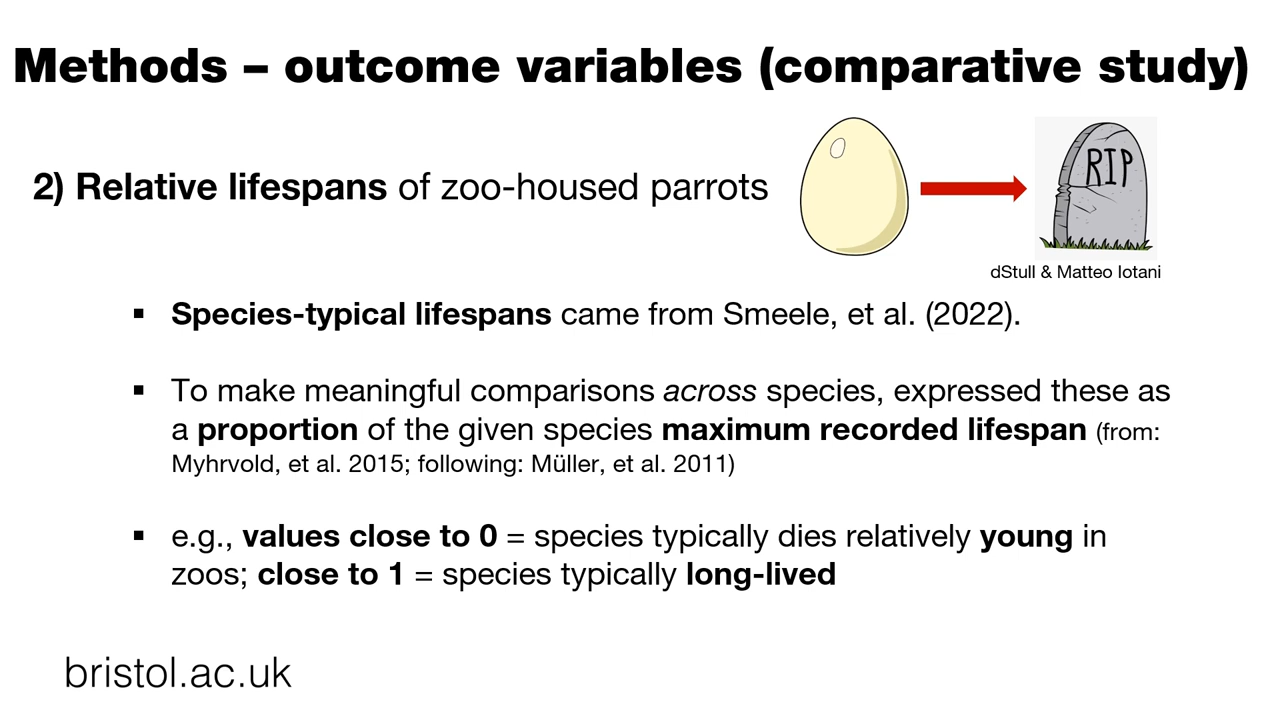 Methods – outcome variables (comparative study)
2) Relative lifespans of zoo-housed parrots
RIP
dStull & Matteo Iotani
▪ Species-typical lifespans came from Smeele, et al. (2022).
▪ To make meaningful comparisons across species, expressed these as
a proportion of the given species maximum recorded lifespan (from:
Myhrvold, et al. 2015; following: Müller, et al. 2011)
▪ e.g., values close to 0 = species typically dies relatively young in
zoos; close to 1 = species typically long-lived
bristol.ac.uk